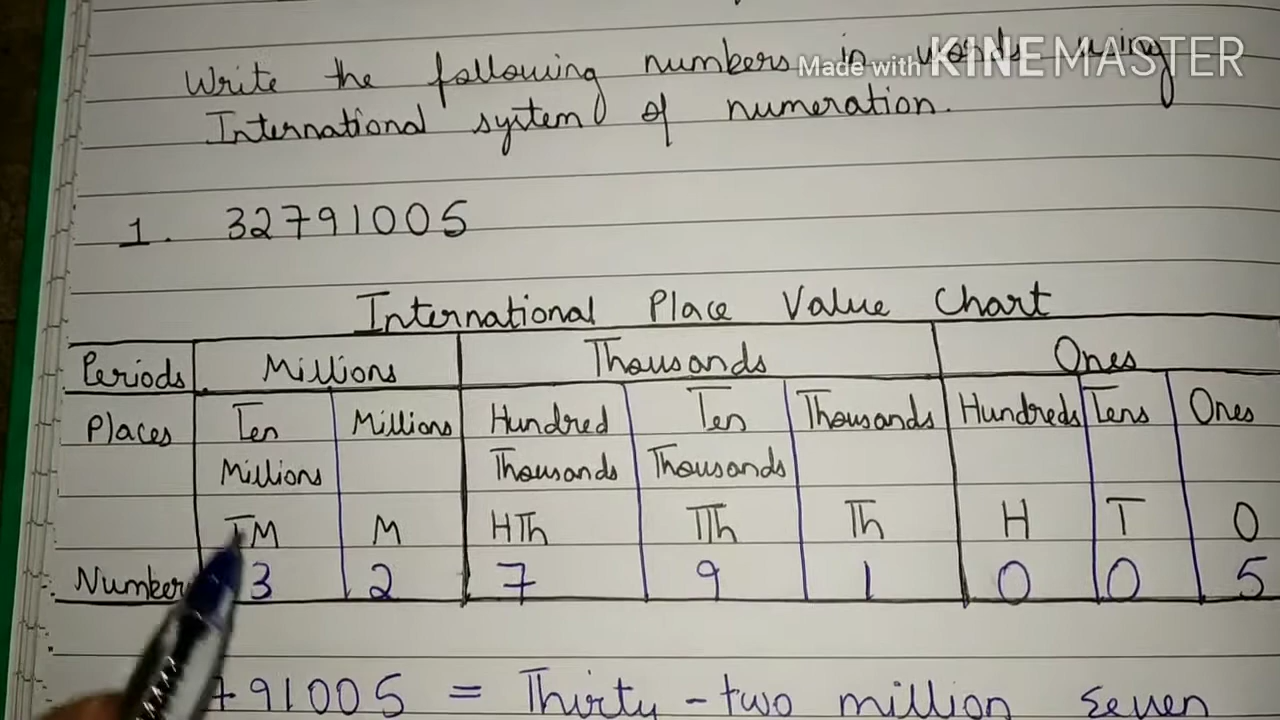 Write the following numbers in words using
Made with KINEMASTER
International system of numeration.
1. 32791005
International Place Value Chart
Periods Millions Thousands Ones
Places Ten Millions Hundred Ten Thousands Hundreds Tens Ones
Millions Thousands Thousands
TM M HTh TTh Th H T O
Number 3 2 7 9 1 0 0 5
791005 = Thirty-two million seven